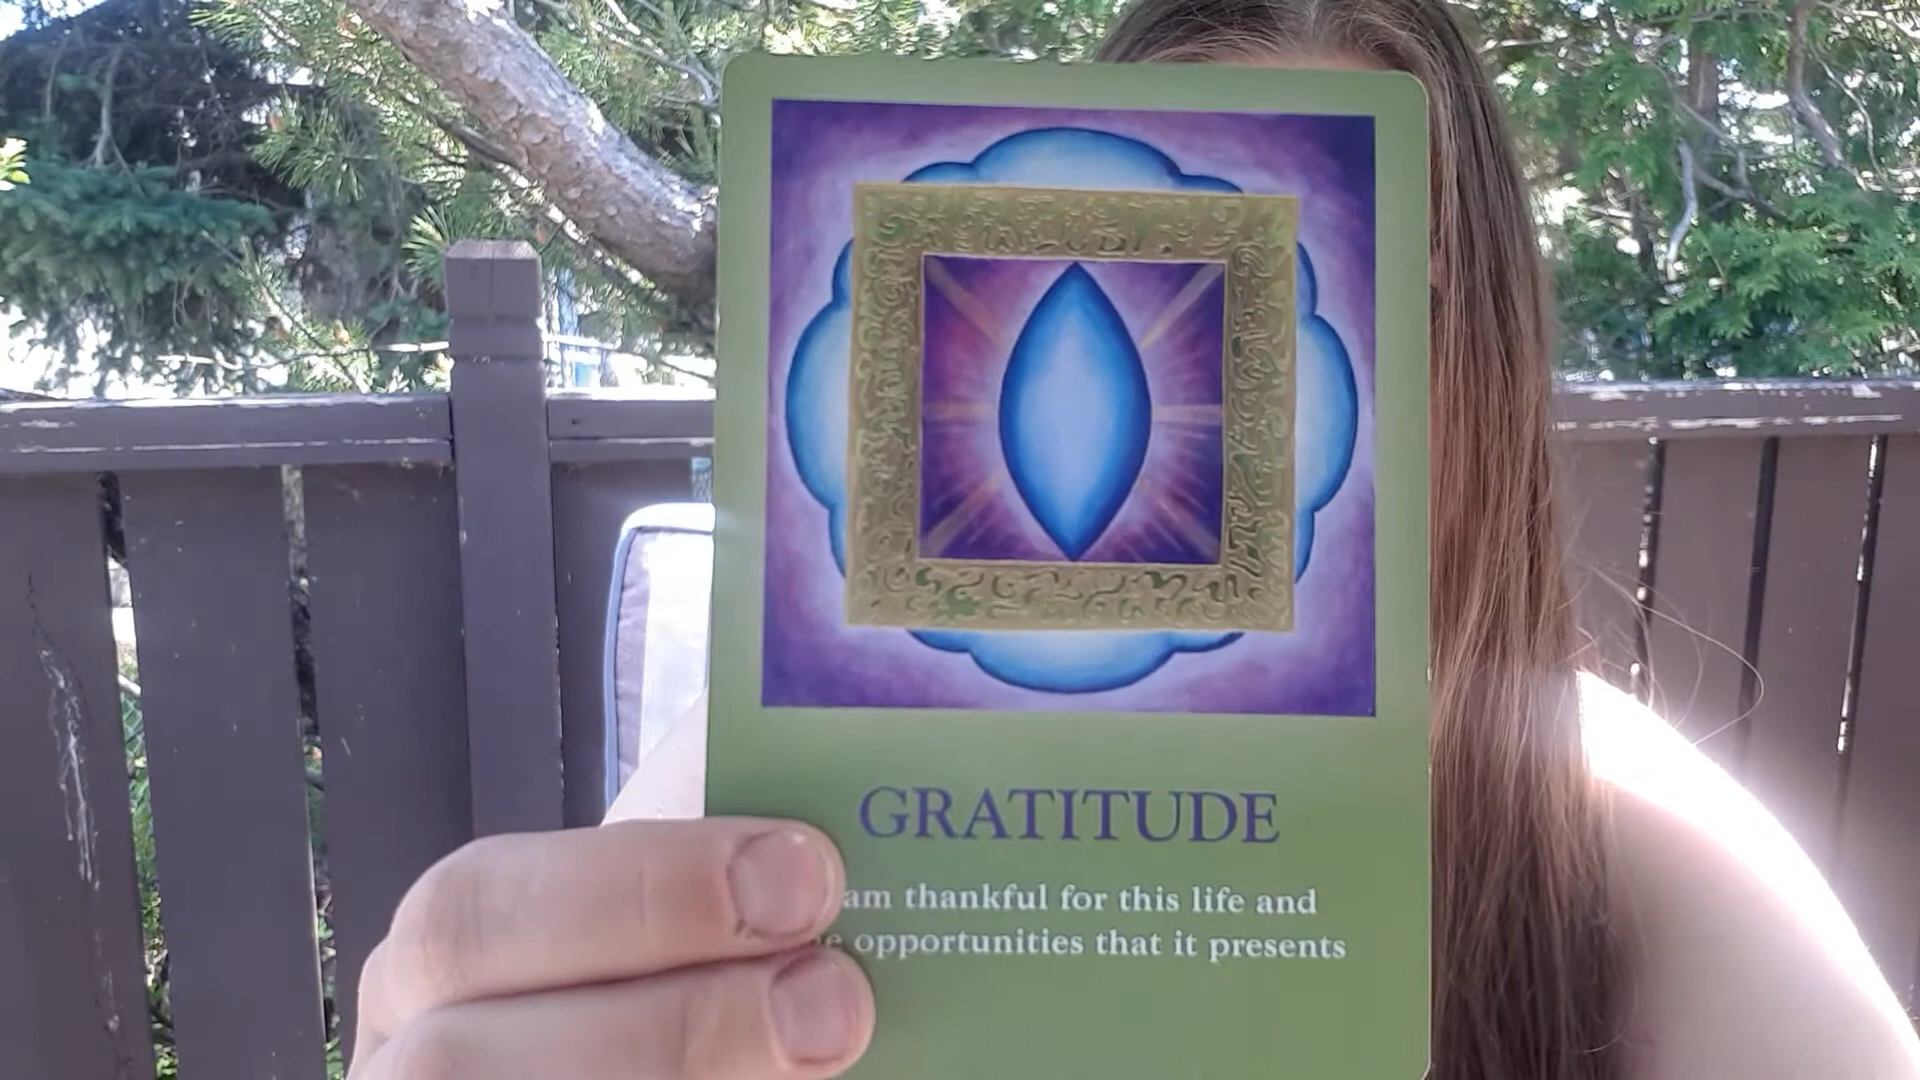 GRATITUDE
am thankful for this life and
opportunities that it presents